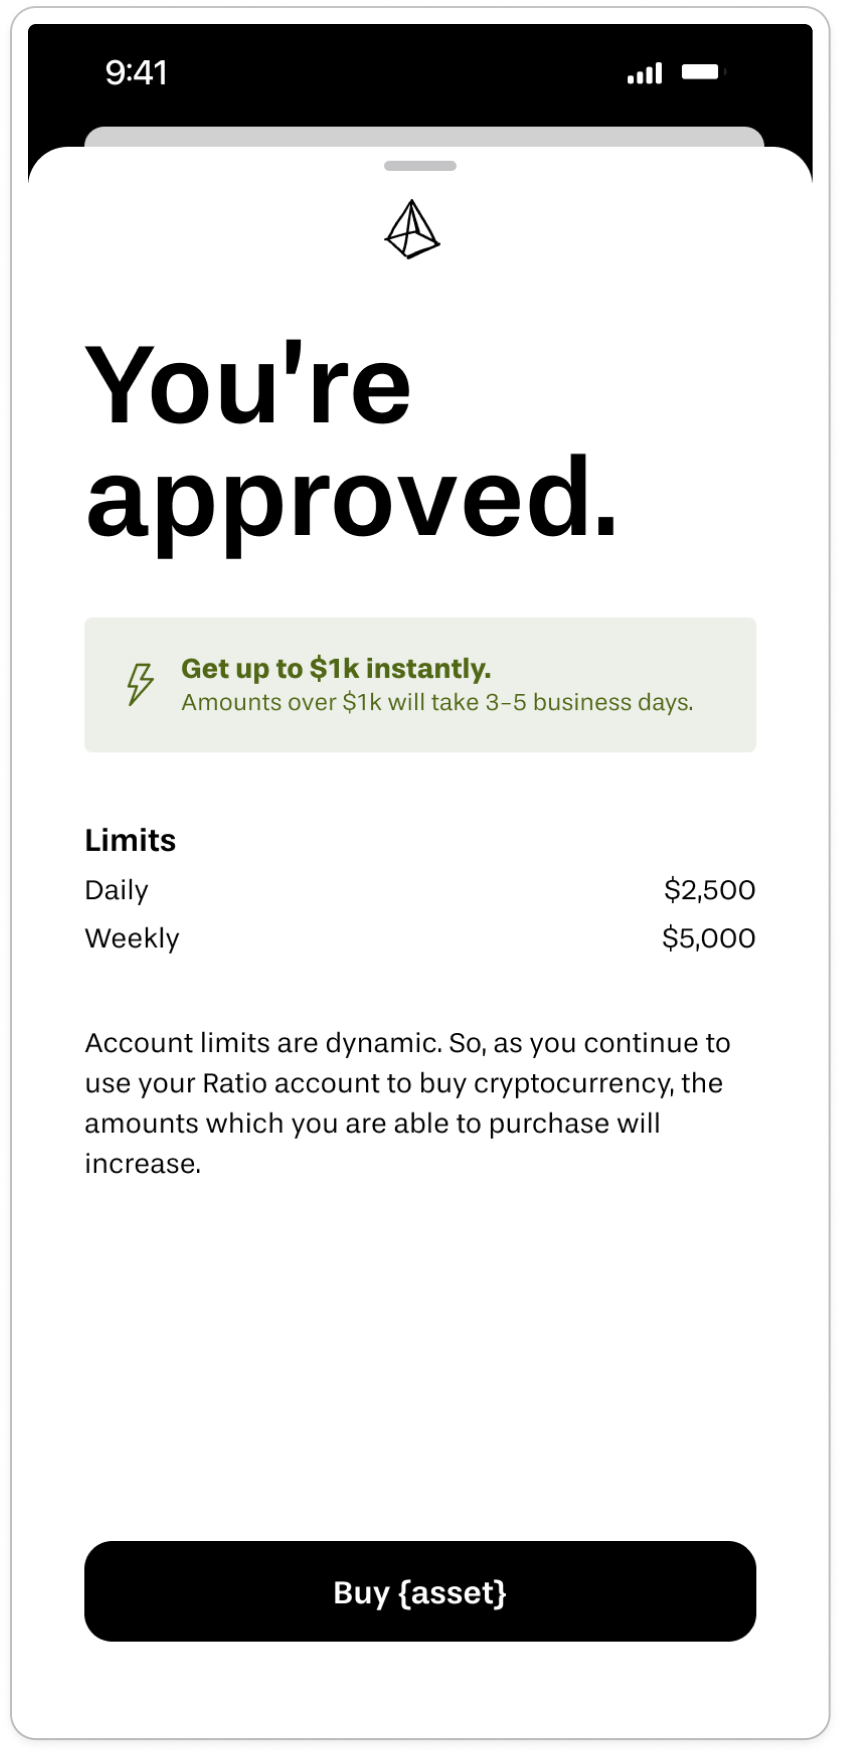 9:41
You're
approved.
Get up to $1k instantly.
Amounts over $1k will take 3–5 business days.
Limits
Daily $2,500
Weekly $5,000
Account limits are dynamic. So, as you continue to
use your Ratio account to buy cryptocurrency, the
amounts which you are able to purchase will
increase.
Buy {asset}